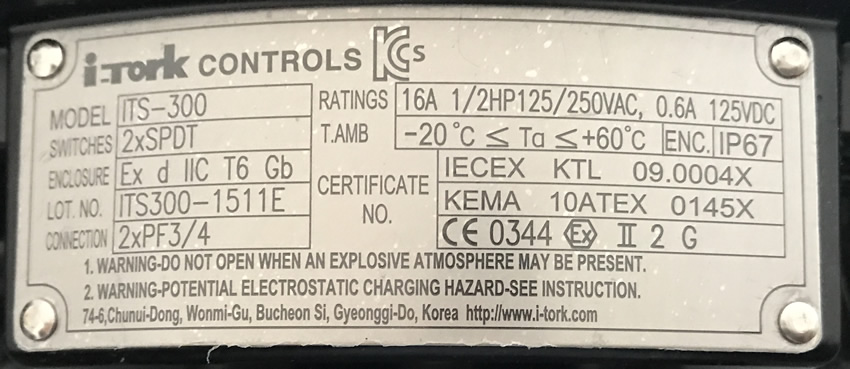 i-Tork CONTROLS KCs
MODEL ITS-300
SWITCHES 2xSPDT
ENCLOSURE Ex d IIC T6 Gb
LOT. NO. ITS300-1511E
CONNECTION 2xPF3/4
RATINGS 16A 1/2HP125/250VAC, 0.6A 125VDC
T.AMB -20°C ≤ Ta ≤+60°C ENC. IP67
CERTIFICATE NO.
IECEX KTL 09.0004X
KEMA 10ATEX 0145X
CE 0344 Ex II 2 G
1. WARNING-DO NOT OPEN WHEN AN EXPLOSIVE ATMOSPHERE MAY BE PRESENT.
2. WARNING-POTENTIAL ELECTROSTATIC CHARGING HAZARD-SEE INSTRUCTION.
74-6,Chunui-Dong, Wonmi-Gu, Bucheon Si, Gyeonggi-Do, Korea http://www.i-tork.com